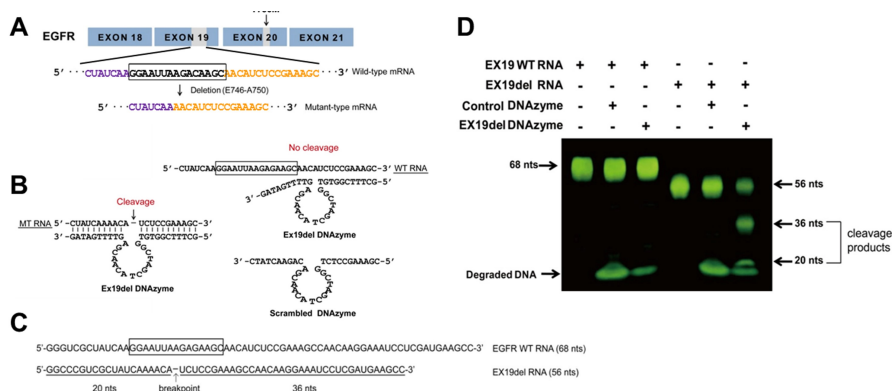 A
EGFR
EXON 18
EXON 19
EXON 20
EXON 21
5' ···CUAUCAAGGAAUUAAGACAAGCAACAUCUCCGAAAGC···3' Wild-type mRNA
Deletion (E746-A750)
5' ···CUAUCAAAACAUCUCCGAAAGC···3' Mutant-type mRNA
B
No cleavage
5'-CUAUCAAGGAAUUAAGAGAAGCAACAUCUCCGAAAGC-3' WT RNA
3'-GATAGTTTTG TGTGGCTTTCG-5'
Ex19del DNAzyme
Cleavage
MT RNA 5'-CUAUCAAAACA-UCUCCGAAAGC-3'
3'-GATAGTTTTG TGTGGCTTTCG-5'
Ex19del DNAzyme
CTATCAAGAC TCTCCGAAAGC-3'
Scrambled DNAzyme
C
5'-GGGUCGCUAUCAAGGAAUUAAGAGAAGCAACAUCUCCGAAAGCCAACAAGGAAAUCCUCGAUGAAGCC-3' EGFR WT RNA (68 nts)
5'-GGCCCGUCGCUAUCAAAACA-UCUCCGAAAGCCAACAAGGAAAUCCUCGAUGAAGCC-3' EX19del RNA (56 nts)
20 nts breakpoint 36 nts
D
EX19 WT RNA + + + - - -
EX19del RNA - - - + + +
Control DNAzyme - + - - + -
EX19del DNAzyme - - + - - +
68 nts
56 nts
36 nts
cleavage products
20 nts
Degraded DNA